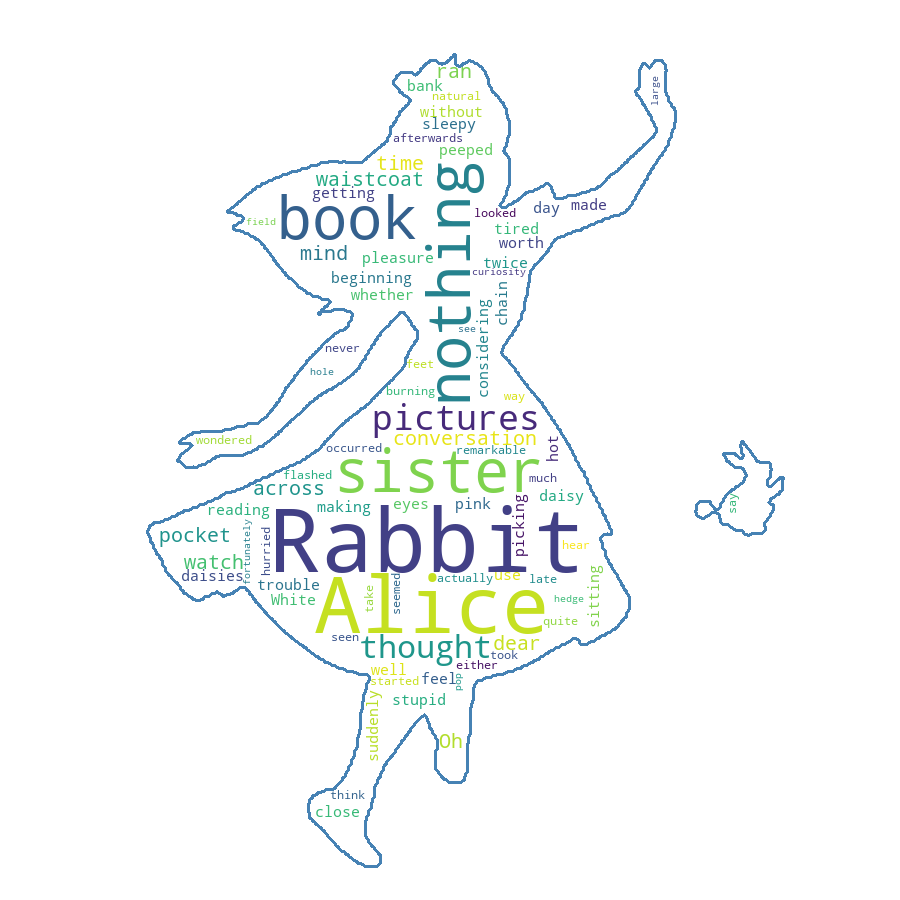 ran
large
bank
natural
without
sleepy
afterwards
peeped
time
waistcoat
getting
nothing
book
looked
day
made
field
tired
worth
mind
pleasure
twice
curiosity
beginning
whether
chain
considering
see
never
feet
hole
burning
way
pictures
wondered
conversation
hot
occurred
remarkable
sister
flashed
much
across
reading
making
eyes
pink
picking
daisy
say
pocket
fortunately
hurried
Rabbit
hear
watch
daisies
trouble
actually
use
late
White
take
seemed
Alice
hedge
sitting
quite
seen
thought
dear
took
either
well
started
feel
pop
suddenly
stupid
Oh
think
close